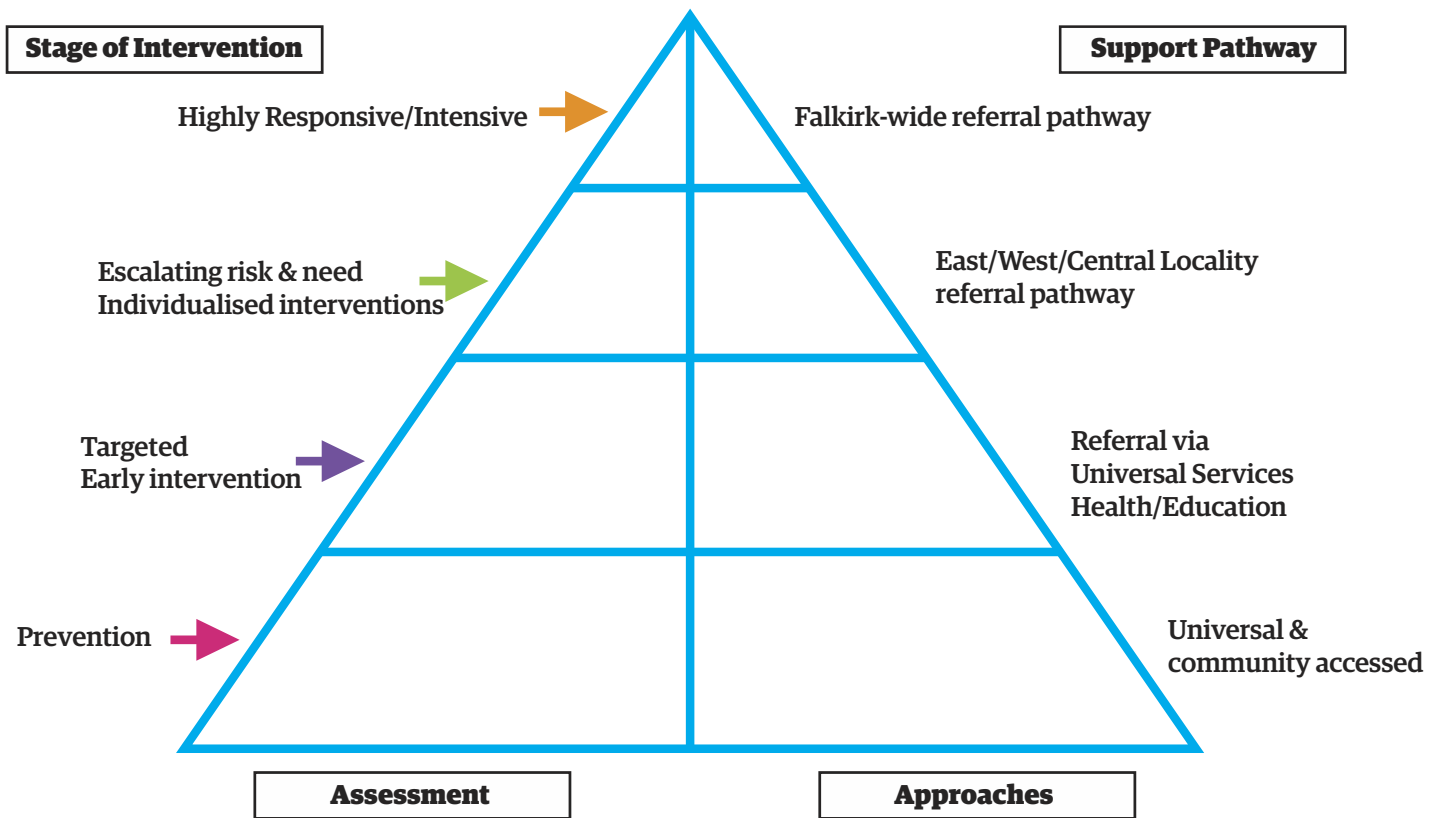 Stage of Intervention
Support Pathway
Highly Responsive/Intensive
Falkirk-wide referral pathway
Escalating risk & need
Individualised interventions
East/West/Central Locality
referral pathway
Targeted
Early intervention
Referral via
Universal Services
Health/Education
Prevention
Universal &
community accessed
Assessment
Approaches